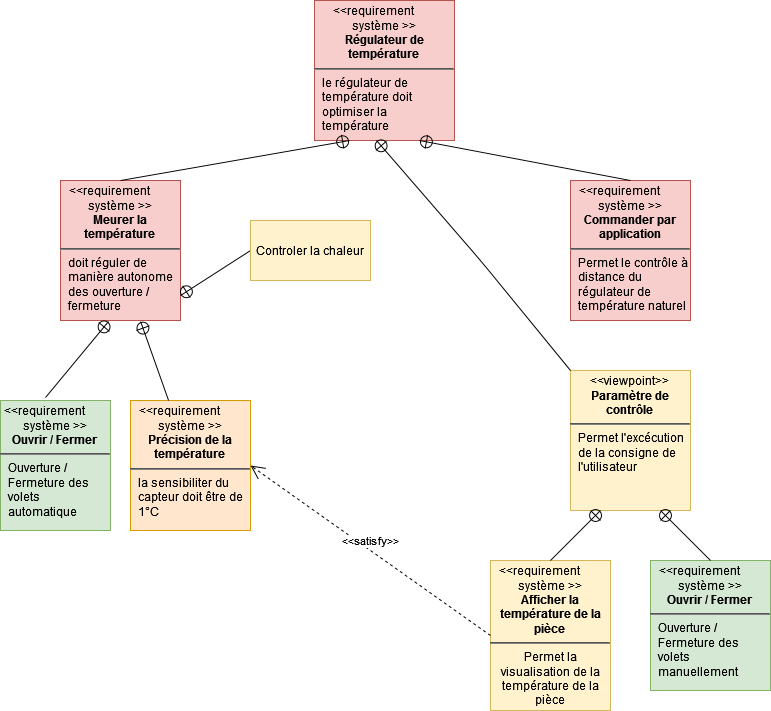 <<requirement
système >>
Régulateur de
température
le régulateur de
température doit
optimiser la
température
<<requirement
système >>
Meurer la
température
doit réguler de
manière autonome
des ouverture /
fermeture
Controler la chaleur
<<requirement
système >>
Commander par
application
Permet le contrôle à
distance du
régulateur de
température naturel
<<viewpoint>>
Paramètre de
contrôle
Permet l'excécution
de la consigne de
l'utilisateur
<<requirement
système >>
Ouvrir / Fermer
Ouverture /
Fermeture des
volets
automatique
<<requirement
système >>
Précision de la
température
la sensibiliter du
capteur doit être de
1°C
<<satisfy>>
<<requirement
système >>
Afficher la
température de la
pièce
Permet la
visualisation de la
température de la
pièce
<<requirement
système >>
Ouvrir / Fermer
Ouverture /
Fermeture des
volets
manuellement